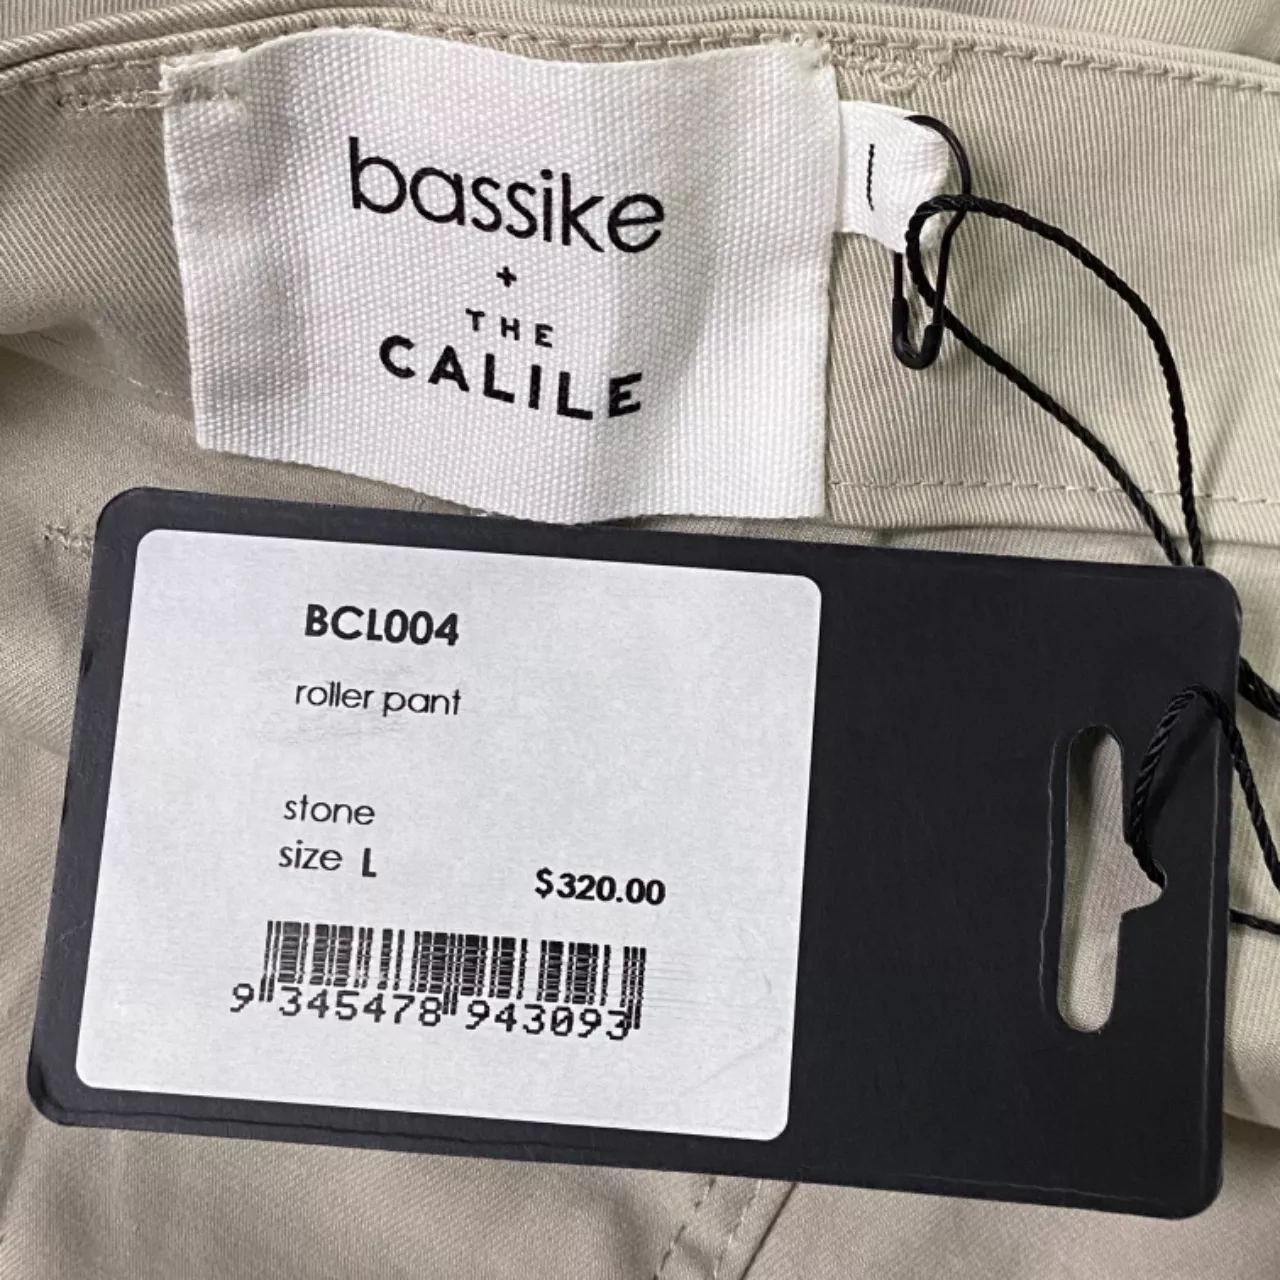 bassike
+
THE
CALILE
BCL004
roller pant
stone
size L
$320.00
9 345478 943093